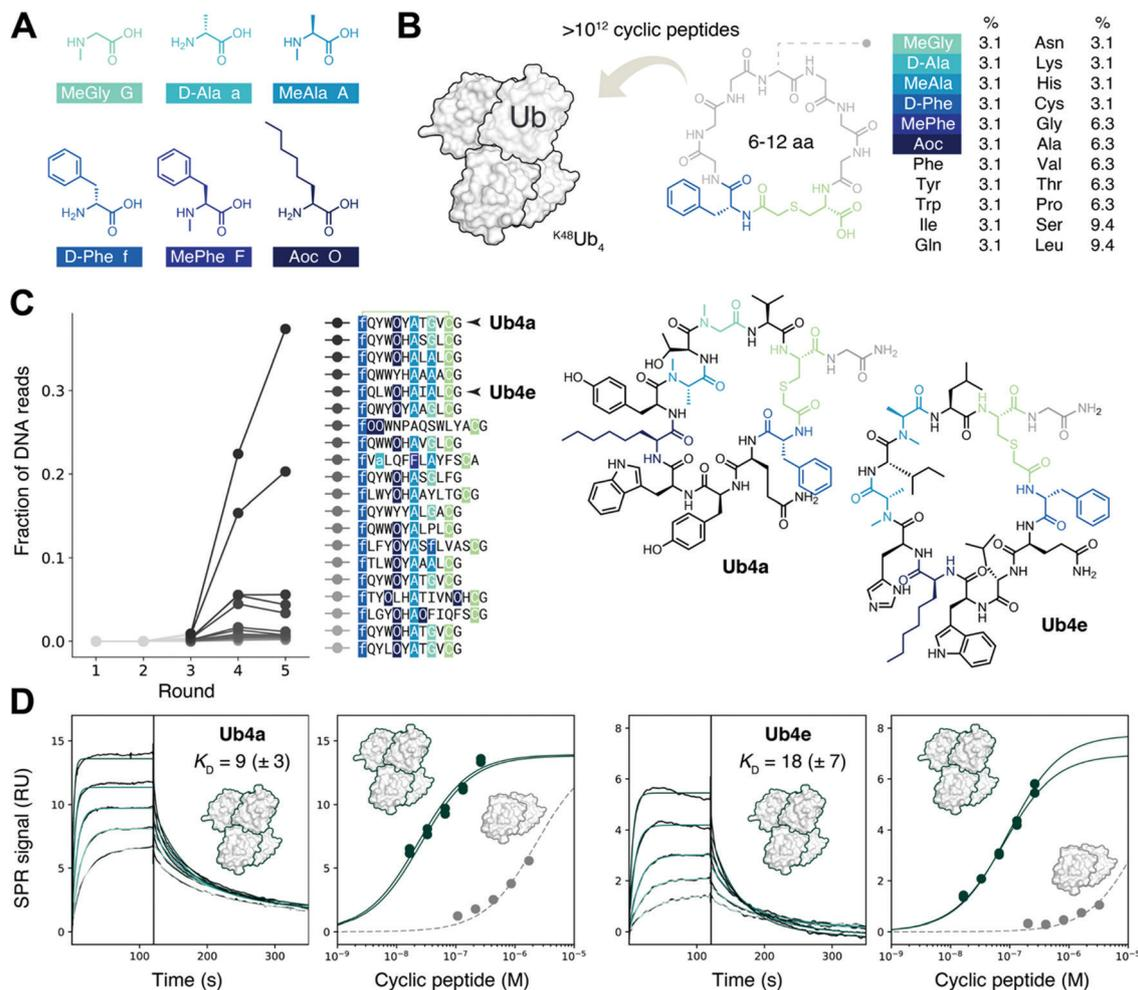 A
MeGly G
D-Ala a
MeAla A
D-Phe f
MePhe F
Aoc O
B
>10¹² cyclic peptides
Ub
K48Ub4
6-12 aa
% %
MeGly 3.1 Asn 3.1
D-Ala 3.1 Lys 3.1
MeAla 3.1 His 3.1
D-Phe 3.1 Cys 3.1
MePhe 3.1 Gly 6.3
Aoc 3.1 Ala 6.3
Phe 3.1 Val 6.3
Tyr 3.1 Thr 6.3
Trp 3.1 Pro 6.3
Ile 3.1 Ser 9.4
Gln 3.1 Leu 9.4
C
Fraction of DNA reads
0.3
0.2
0.1
0.0
1 2 3 4 5
Round
fQYWOYATGVCG Ub4a
fQYWOHASGLCG
fQYWOHALALCG
fQWWYHAAAACG
fQLWOHAIALCG Ub4e
fQWYOYAAGLCG
fOOWNPAQSWLYACG
fQWWOHAVGLCG
fVaLQFFLAYFSCA
fQYWOHASGLFG
fLWYOHAAYLTGCG
fQYWYYALGACG
fQWWOYALPLCG
fLFYOYASfLVASCG
fTLWOYAAALCG
fQYWOYATGVCG
fTYOLHATIVNOHCG
fLGYOHAOFIQFSCG
fQYWOHATGVCG
fQYLOYATGVCG
Ub4a
Ub4e
D
SPR signal (RU)
15
10
5
0
Ub4a
KD = 9 (± 3)
100 200 300
Time (s)
15
10
5
0
10⁻⁹ 10⁻⁸ 10⁻⁷ 10⁻⁶ 10⁻⁵
Cyclic peptide (M)
8
6
4
2
0
Ub4e
KD = 18 (± 7)
100 200 300
Time (s)
8
6
4
2
0
10⁻⁹ 10⁻⁸ 10⁻⁷ 10⁻⁶ 10⁻⁵
Cyclic peptide (M)